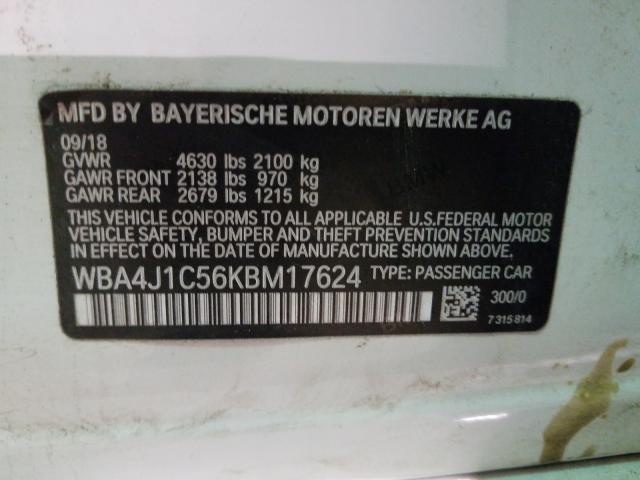 MFD BY BAYERISCHE MOTOREN WERKE AG
09/18
GVWR 4630 lbs 2100 kg
GAWR FRONT 2138 lbs 970 kg
GAWR REAR 2679 lbs 1215 kg
BMW
THIS VEHICLE CONFORMS TO ALL APPLICABLE U.S.FEDERAL MOTOR
VEHICLE SAFETY, BUMPER AND THEFT PREVENTION STANDARDS
IN EFFECT ON THE DATE OF MANUFACTURE SHOWN ABOVE.
WBA4J1C56KBM17624 TYPE: PASSENGER CAR
300/0
7315814